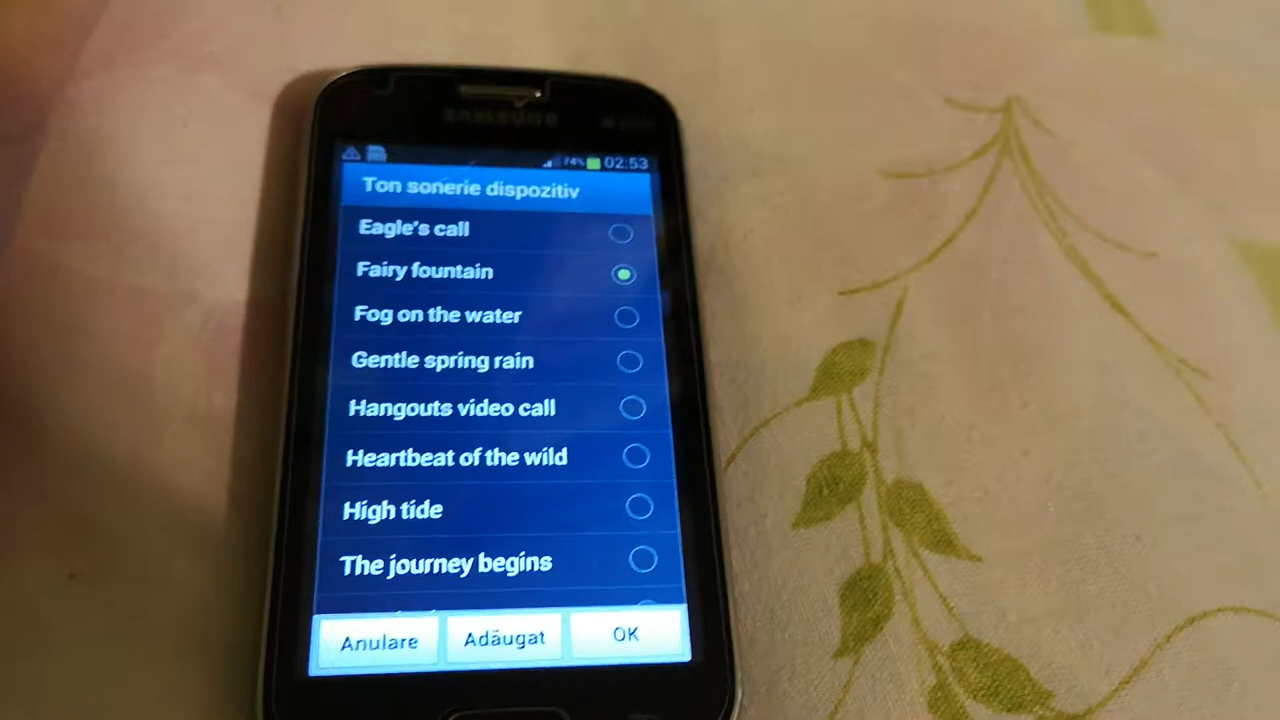 SAMSUNG
74% 02:53
Ton sonerie dispozitiv
Eagle's call
Fairy fountain
Fog on the water
Gentle spring rain
Hangouts video call
Heartbeat of the wild
High tide
The journey begins
Anulare Adăugat OK